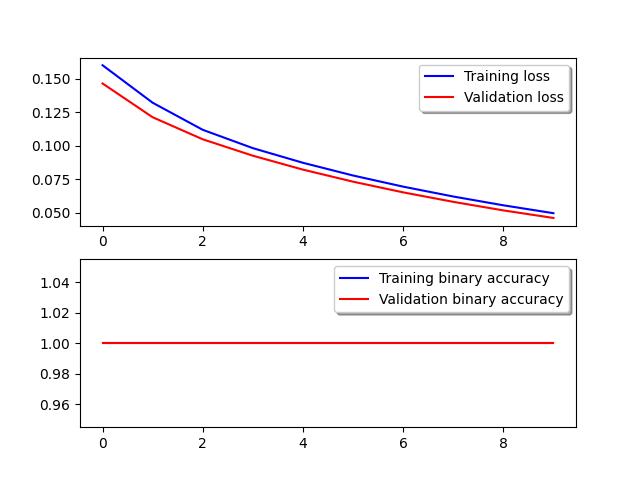 Training loss
Validation loss
0.150
0.125
0.100
0.075
0.050
0 2 4 6 8
Training binary accuracy
Validation binary accuracy
1.04
1.02
1.00
0.98
0.96
0 2 4 6 8